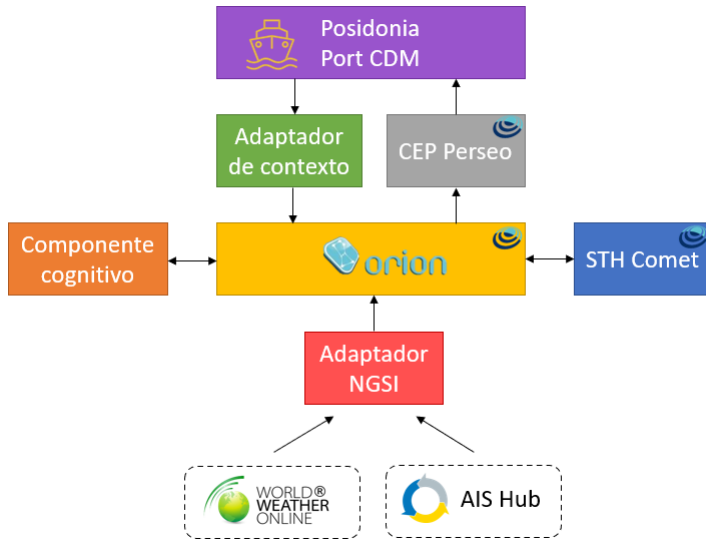 Posidonia
Port CDM
Adaptador
de contexto
CEP Perseo
Componente
cognitivo
orion
STH Comet
Adaptador
NGSI
WORLD®
WEATHER
ONLINE
AIS Hub